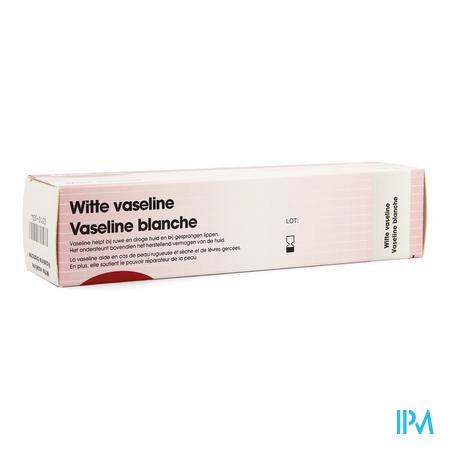 Witte vaseline
Vaseline blanche
Vaseline helpt bij ruwe en droge huid en bij gesprongen lippen.
Het ondersteunt bovendien het herstellend vermogen van de huid.
La vaseline aide en cas de peau rugueuse et sèche et de lèvres gercées.
En plus, elle soutient le pouvoir réparateur de la peau.
LOT:
Witte vaseline
Vaseline blanche
IPM